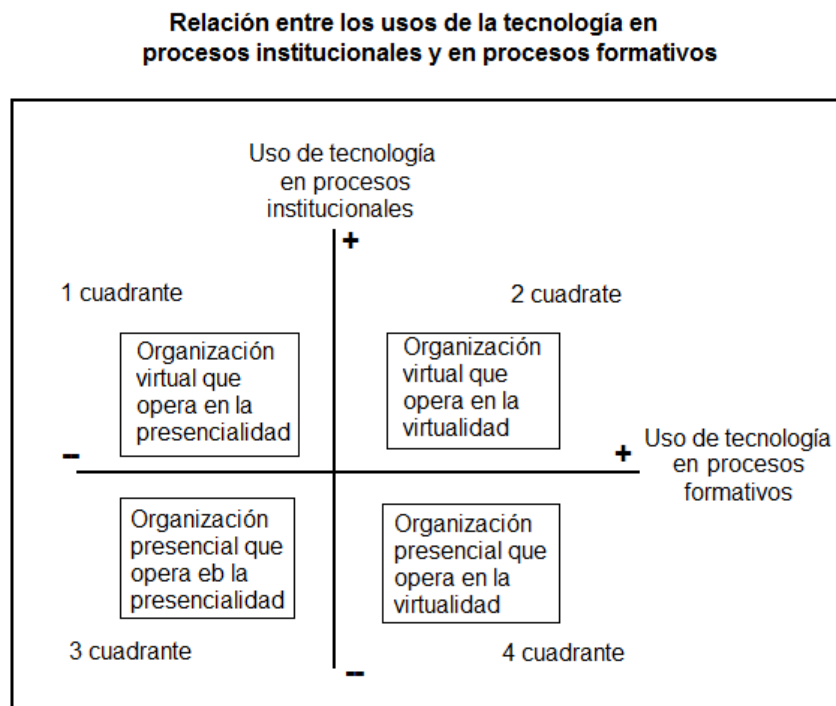 Relación entre los usos de la tecnología en
procesos institucionales y en procesos formativos
Uso de tecnología
en procesos
institucionales
+
1 cuadrante
2 cuadrate
Organización
virtual que
opera en la
presencialidad
Organización
virtual que
opera en la
virtualidad
--
+
Uso de tecnología
en procesos
formativos
Organización
presencial que
opera eb la
presencialidad
Organización
presencial que
opera en la
virtualidad
3 cuadrante
--
4 cuadrante